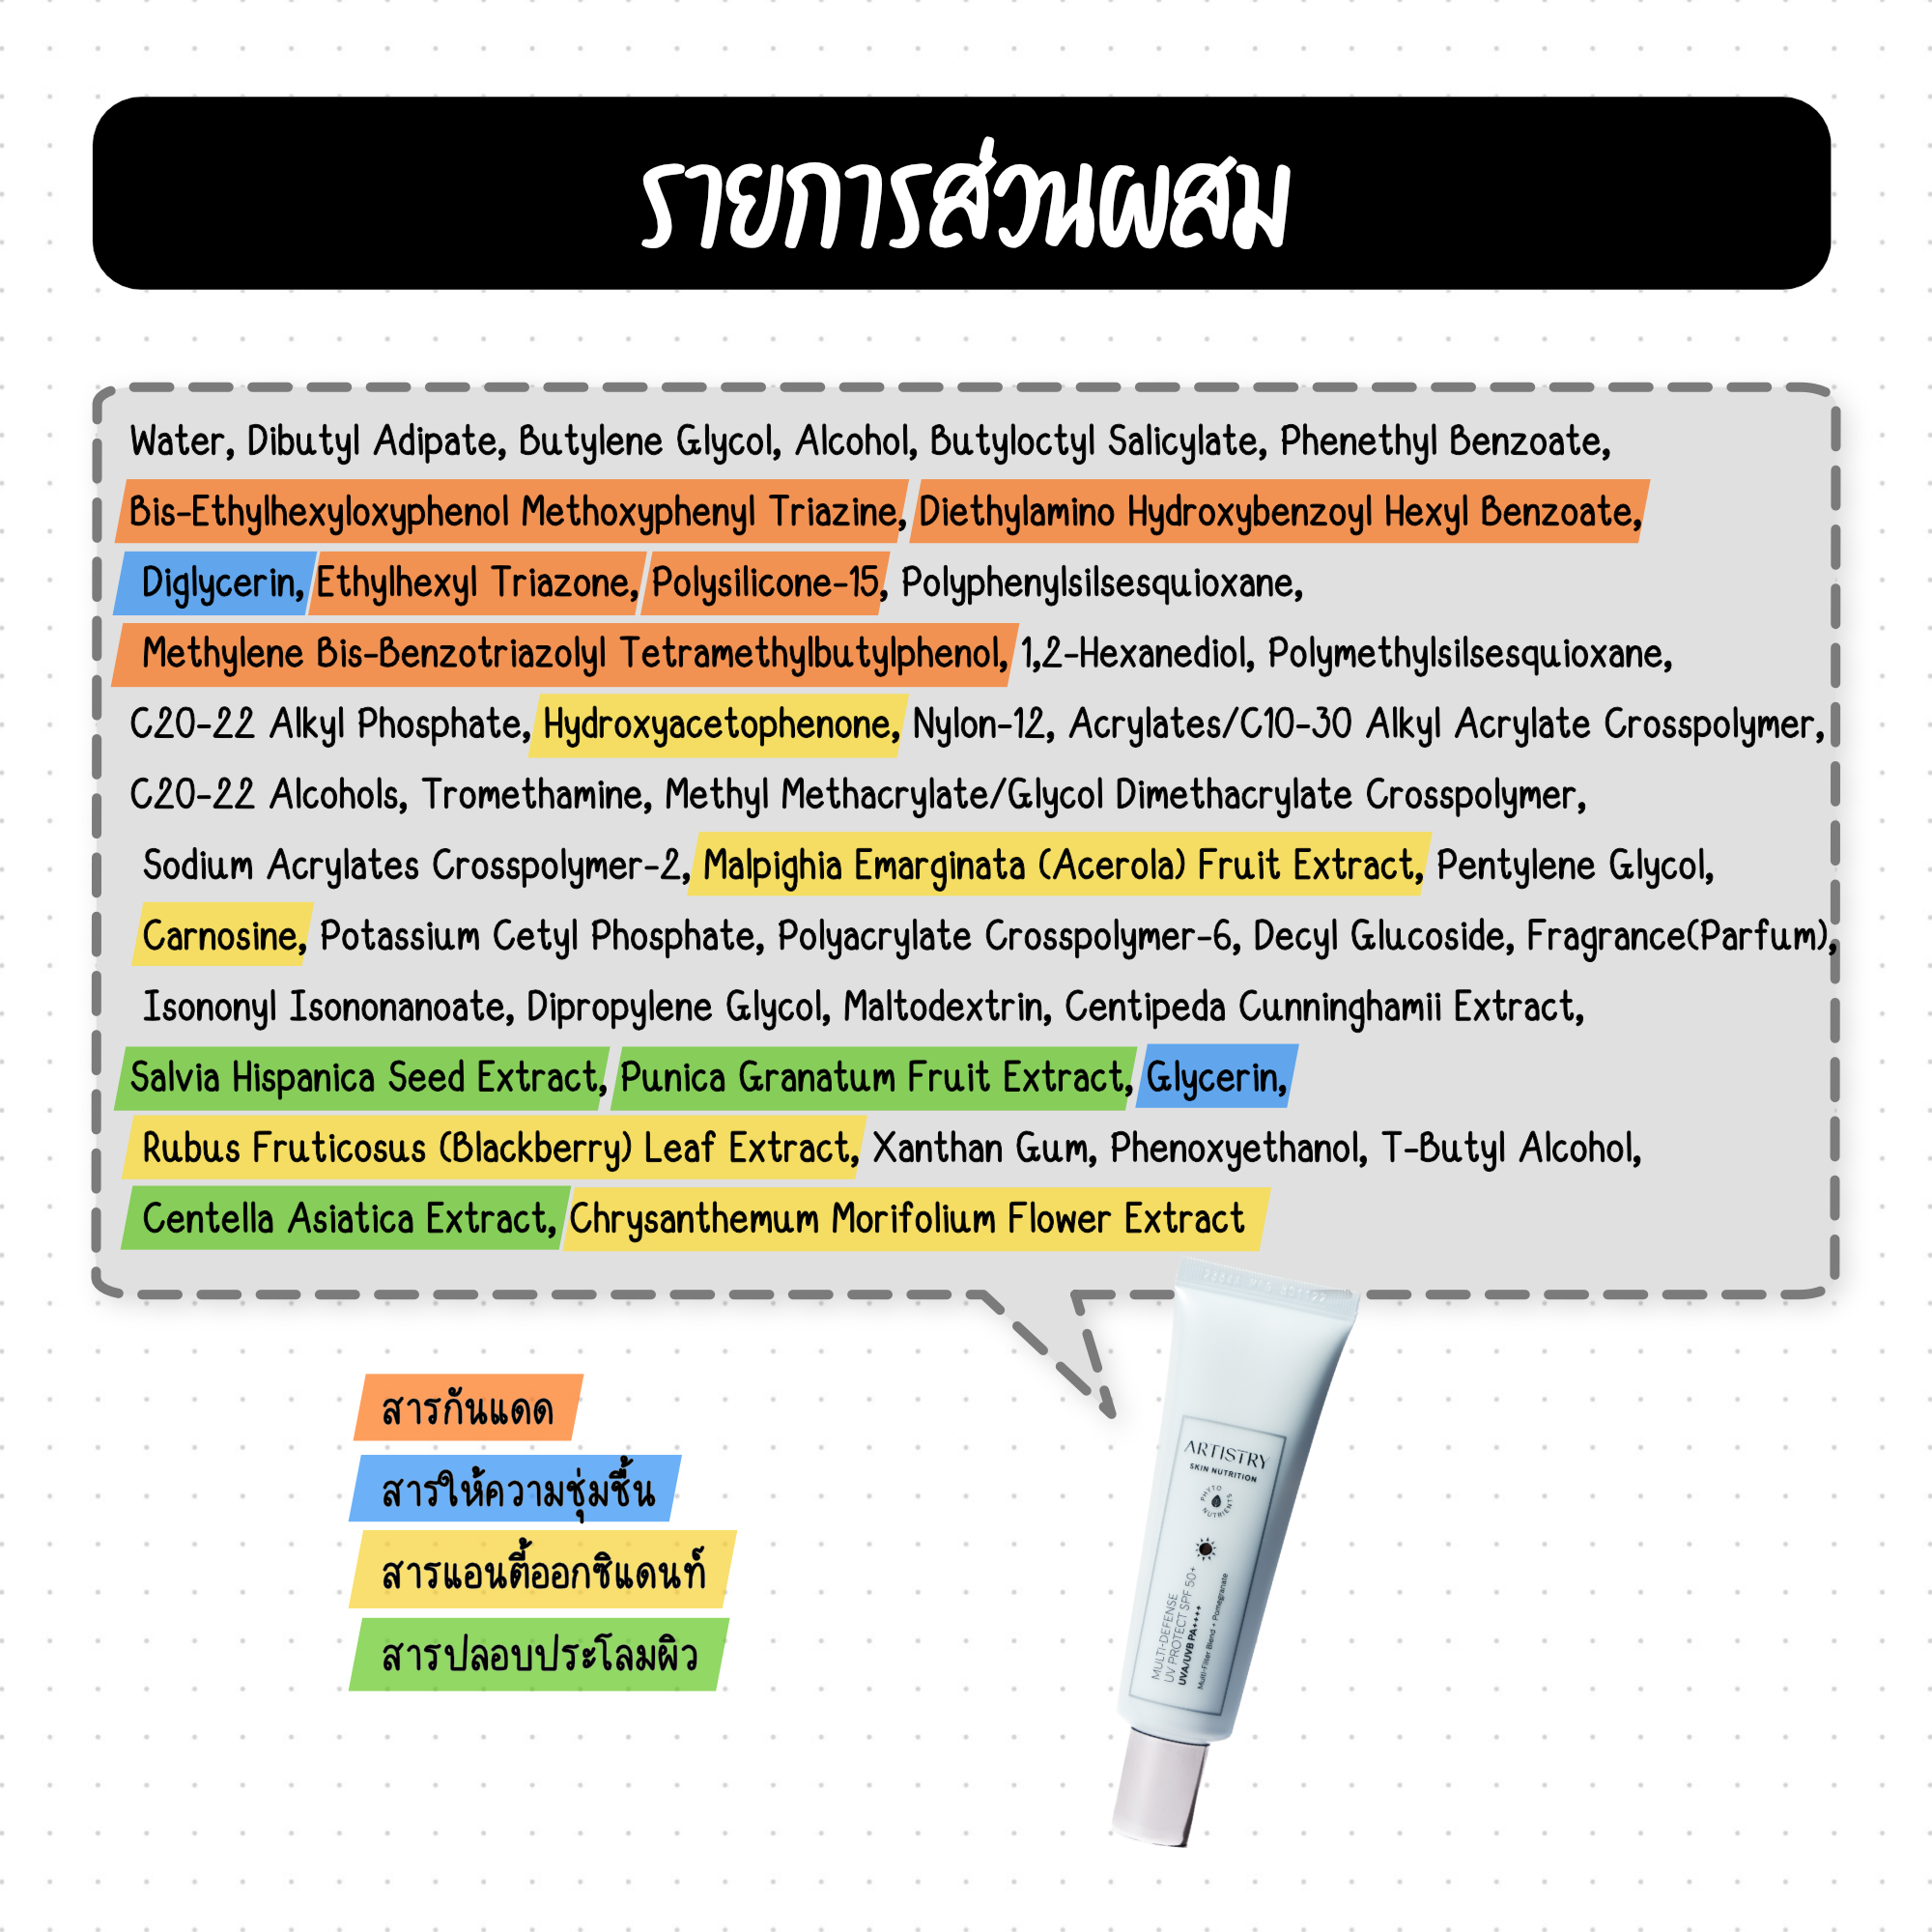 รายการส่วนผสม
Water, Dibutyl Adipate, Butylene Glycol, Alcohol, Butyloctyl Salicylate, Phenethyl Benzoate,
Bis-Ethylhexyloxyphenol Methoxyphenyl Triazine, Diethylamino Hydroxybenzoyl Hexyl Benzoate,
Diglycerin, Ethylhexyl Triazone, Polysilicone-15, Polyphenylsilsesquioxane,
Methylene Bis-Benzotriazolyl Tetramethylbutylphenol, 1,2-Hexanediol, Polymethylsilsesquioxane,
C20-22 Alkyl Phosphate, Hydroxyacetophenone, Nylon-12, Acrylates/C10-30 Alkyl Acrylate Crosspolymer,
C20-22 Alcohols, Tromethamine, Methyl Methacrylate/Glycol Dimethacrylate Crosspolymer,
Sodium Acrylates Crosspolymer-2, Malpighia Emarginata (Acerola) Fruit Extract, Pentylene Glycol,
Carnosine, Potassium Cetyl Phosphate, Polyacrylate Crosspolymer-6, Decyl Glucoside, Fragrance(Parfum),
Isononyl Isononanoate, Dipropylene Glycol, Maltodextrin, Centipeda Cunninghamii Extract,
Salvia Hispanica Seed Extract, Punica Granatum Fruit Extract, Glycerin,
Rubus Fruticosus (Blackberry) Leaf Extract, Xanthan Gum, Phenoxyethanol, T-Butyl Alcohol,
Centella Asiatica Extract, Chrysanthemum Morifolium Flower Extract
สารกันแดด
สารให้ความชุ่มชื้น
สารแอนตี้ออกซิแดนท์
สารปลอบประโลมผิว
ARTISTRY
SKIN NUTRITION
PHYTO
NUTRIENTS
MULTI-DEFENSE
UV PROTECT SPF 50+
UVA/UVB PA++++
Multi-Filter Blend + Pomegranate